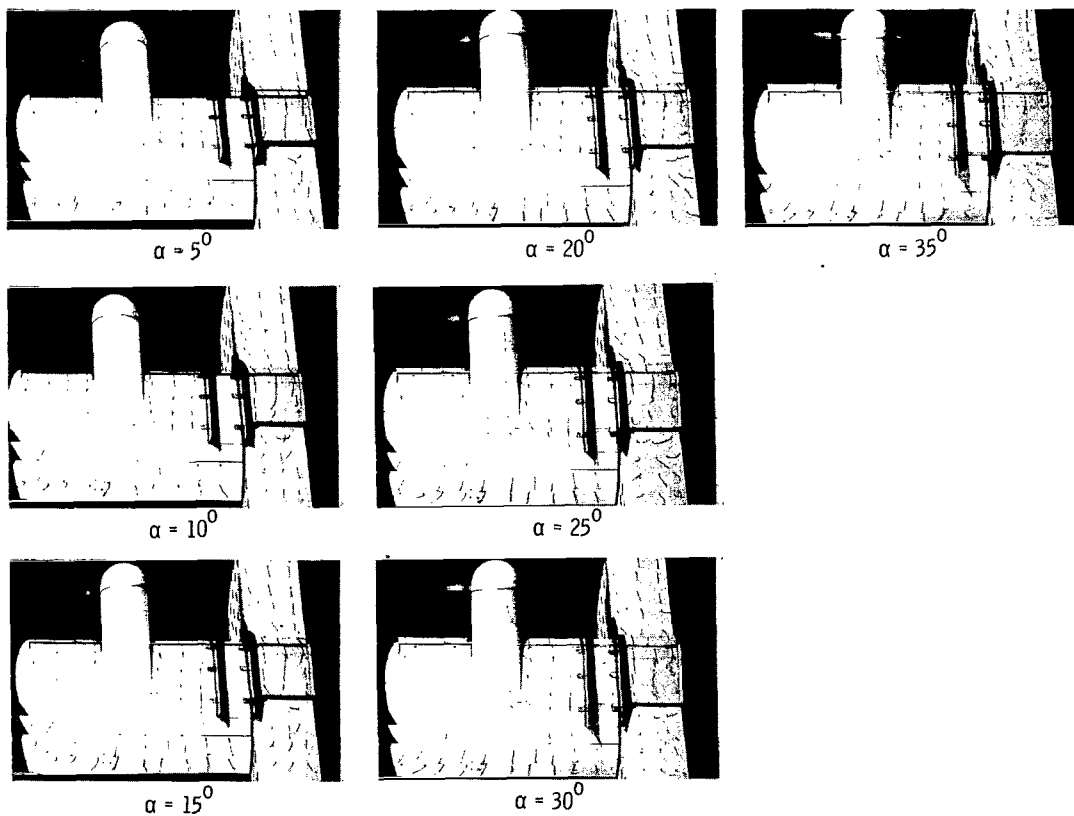 α = 5⁰
α = 20⁰
α = 35⁰
α = 10⁰
α = 25⁰
α = 15⁰
α = 30⁰